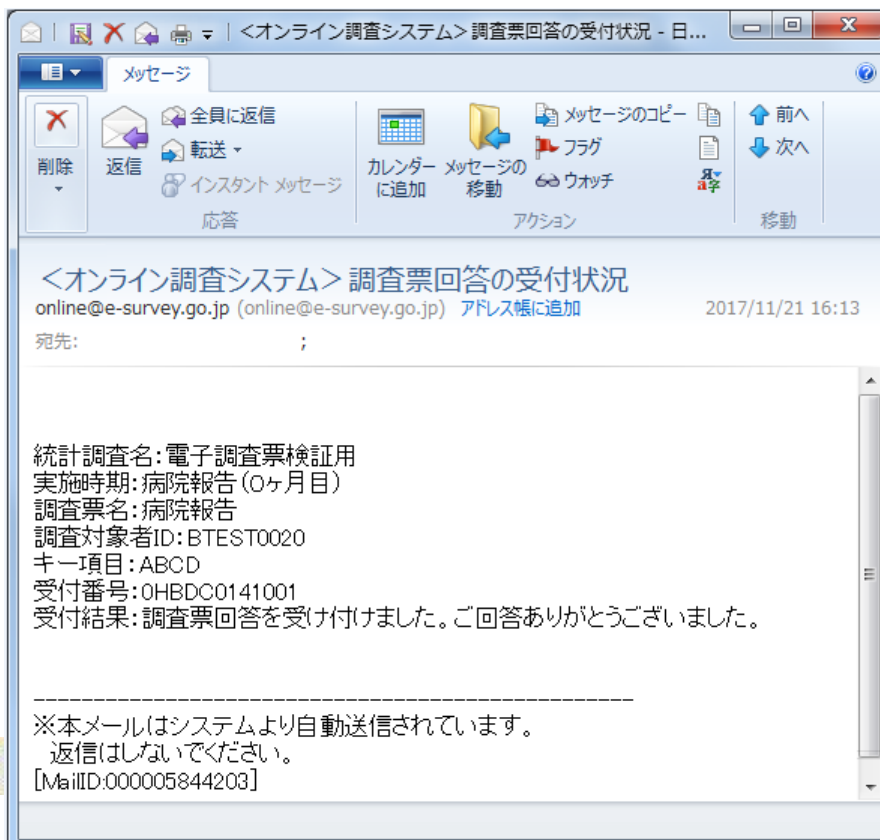 <オンライン調査システム>調査票回答の受付状況 - 日...
メッセージ
削除
返信
全員に返信
転送
インスタント メッセージ
応答
カレンダーに追加
メッセージの移動
メッセージのコピー
フラグ
ウォッチ
アクション
前へ
次へ
移動
<オンライン調査システム>調査票回答の受付状況
online@e-survey.go.jp (online@e-survey.go.jp) アドレス帳に追加 2017/11/21 16:13
宛先: ;
統計調査名:電子調査票検証用
実施時期:病院報告(0ヶ月目)
調査票名:病院報告
調査対象者ID:BTEST0020
キー項目:ABCD
受付番号:0HBDC0141001
受付結果:調査票回答を受け付けました。ご回答ありがとうございました。
--------------------------------------------------
※本メールはシステムより自動送信されています。
返信はしないでください。
[MailID:000005844203]